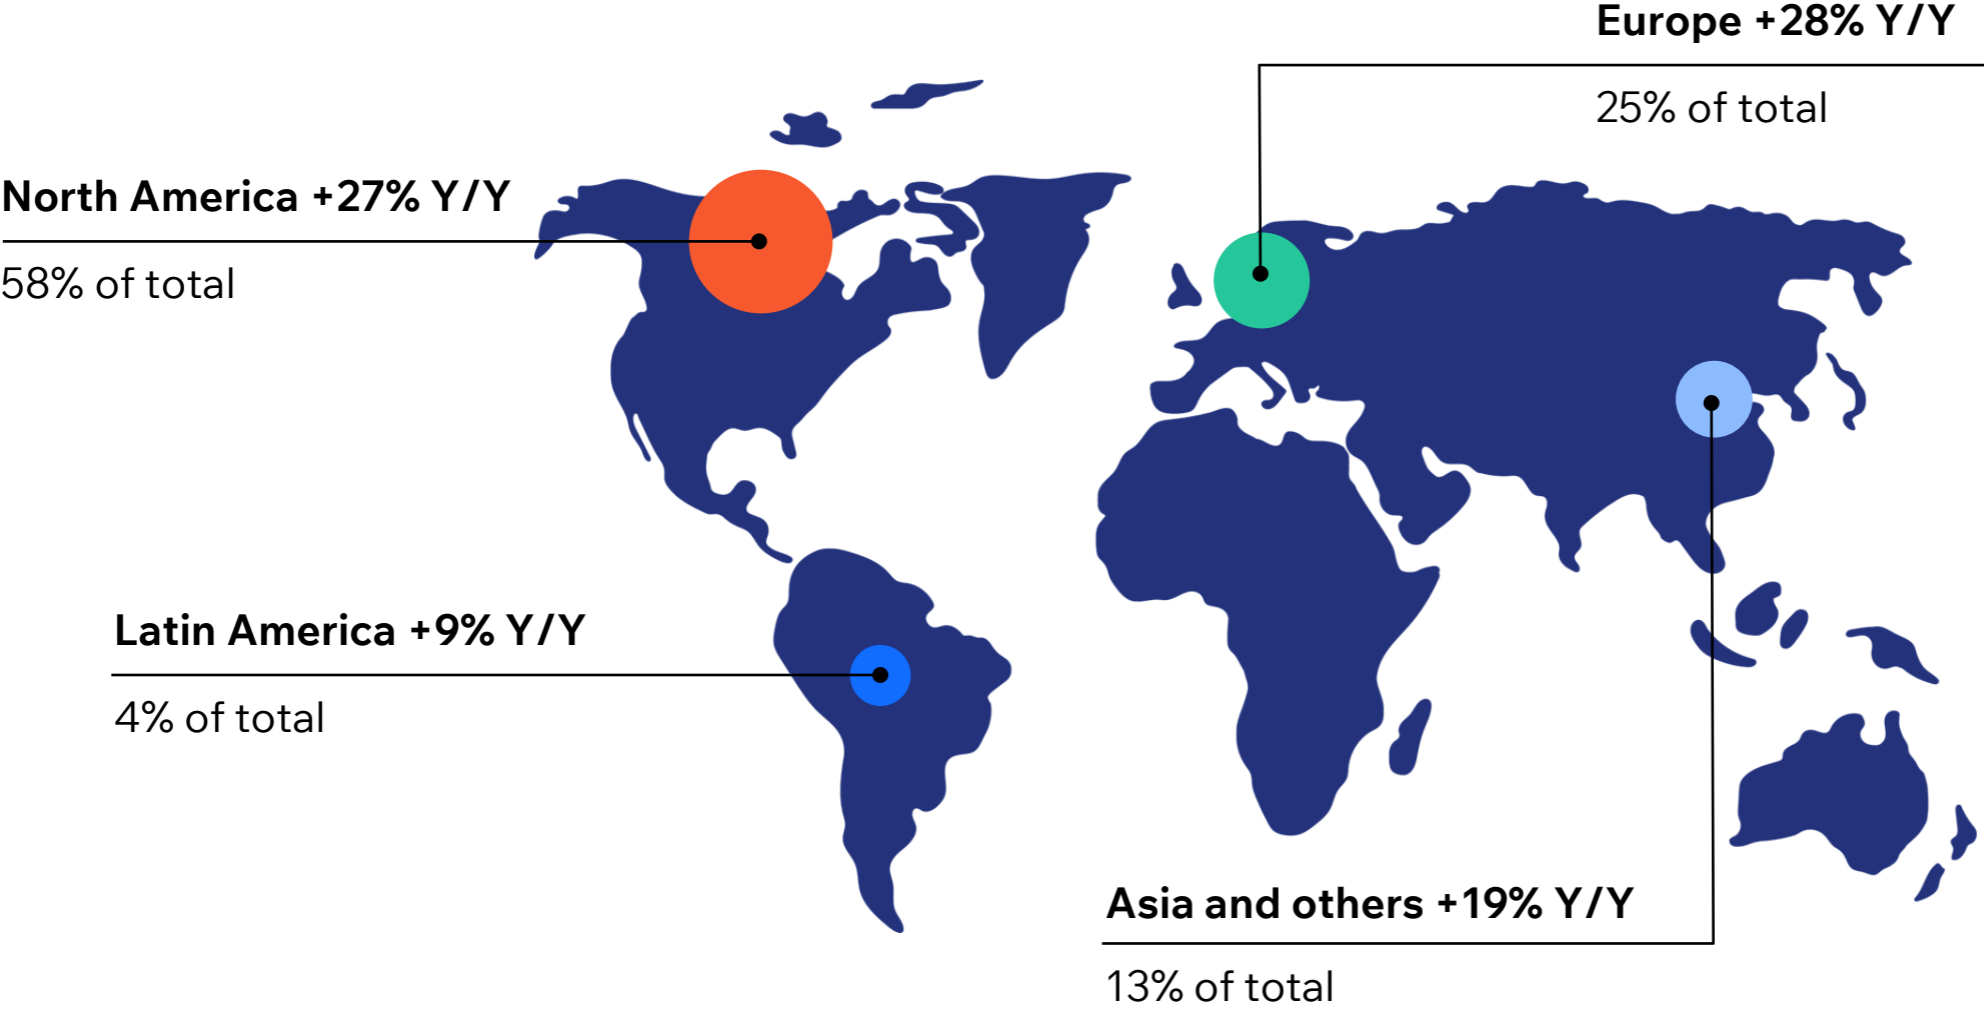 Europe +28% Y/Y
25% of total
North America +27% Y/Y
58% of total
Latin America +9% Y/Y
4% of total
Asia and others +19% Y/Y
13% of total